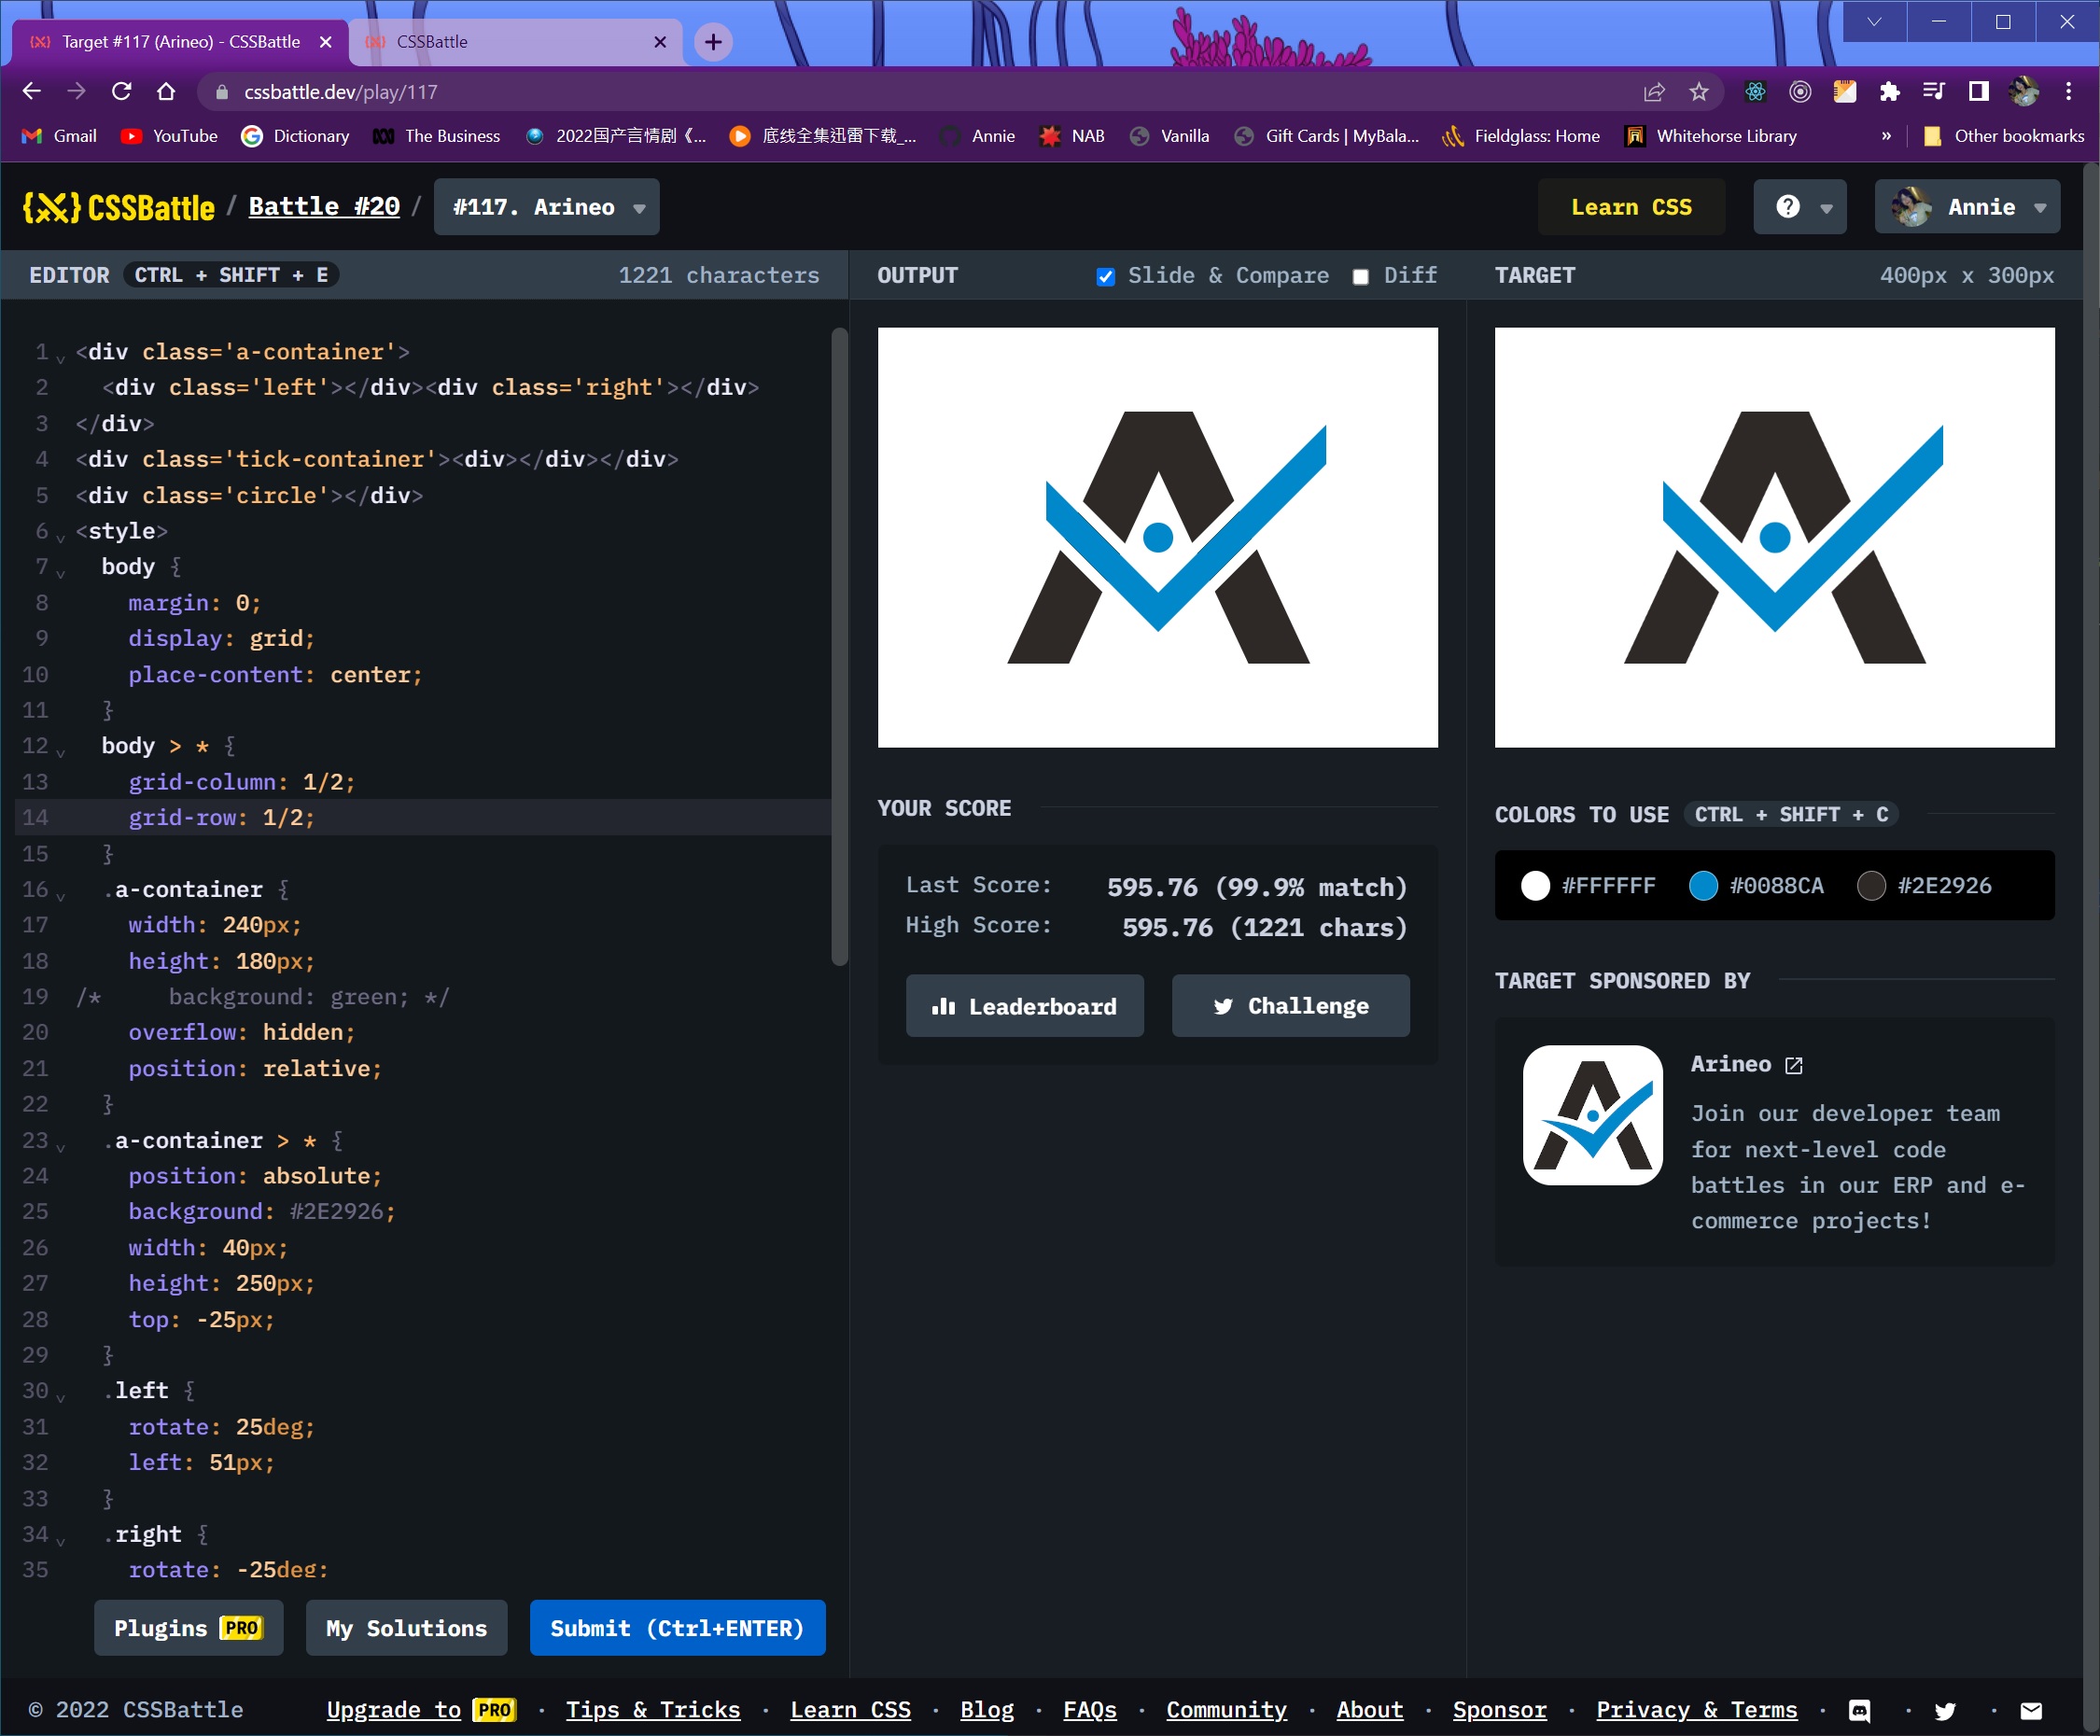 Target #117 (Arineo) - CSSBattle
CSSBattle
cssbattle.dev/play/117
Gmail
YouTube
Dictionary
The Business
2022国产言情剧《...
底线全集迅雷下载_...
Annie
NAB
Vanilla
Gift Cards | MyBala...
Fieldglass: Home
Whitehorse Library
»
Other bookmarks
{X} CSSBattle / Battle #20 / #117. Arineo
Learn CSS
?
Annie
EDITOR CTRL + SHIFT + E 1221 characters
1 <div class='a-container'>
2 <div class='left'></div><div class='right'></div>
3 </div>
4 <div class='tick-container'><div></div></div>
5 <div class='circle'></div>
6 <style>
7 body {
8 margin: 0;
9 display: grid;
10 place-content: center;
11 }
12 body > * {
13 grid-column: 1/2;
14 grid-row: 1/2;
15 }
16 .a-container {
17 width: 240px;
18 height: 180px;
19 /* background: green; */
20 overflow: hidden;
21 position: relative;
22 }
23 .a-container > * {
24 position: absolute;
25 background: #2E2926;
26 width: 40px;
27 height: 250px;
28 top: -25px;
29 }
30 .left {
31 rotate: 25deg;
32 left: 51px;
33 }
34 .right {
35 rotate: -25deg;
Plugins PRO
My Solutions
Submit (Ctrl+ENTER)
OUTPUT Slide & Compare Diff
YOUR SCORE
Last Score: 595.76 (99.9% match)
High Score: 595.76 (1221 chars)
Leaderboard
Challenge
TARGET 400px x 300px
COLORS TO USE CTRL + SHIFT + C
#FFFFFF #0088CA #2E2926
TARGET SPONSORED BY
Arineo
Join our developer team
for next-level code
battles in our ERP and e-
commerce projects!
© 2022 CSSBattle
Upgrade to PRO · Tips & Tricks · Learn CSS · Blog · FAQs · Community · About · Sponsor · Privacy & Terms · · ·